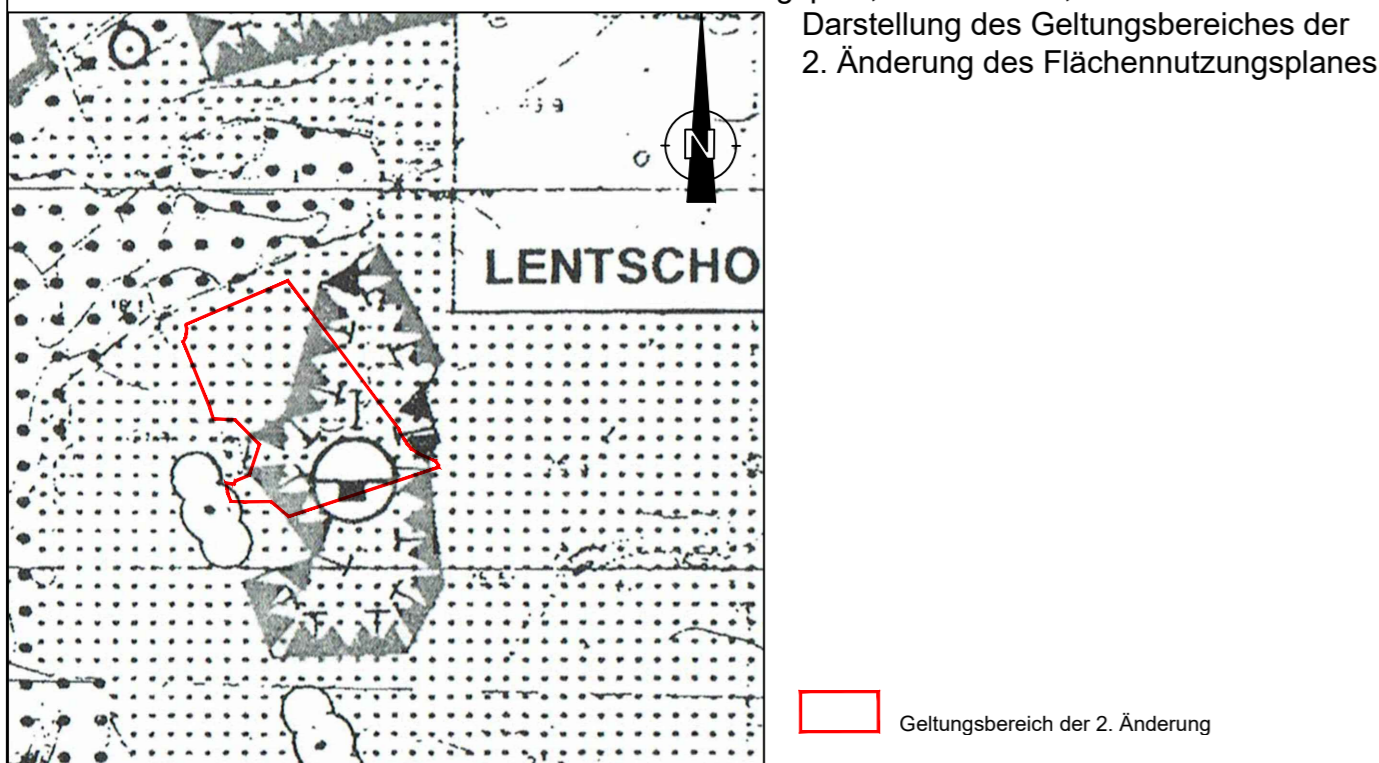 Darstellung des Geltungsbereiches der
2. Änderung des Flächennutzungsplanes
N
LENTSCHO
Geltungsbereich der 2. Änderung